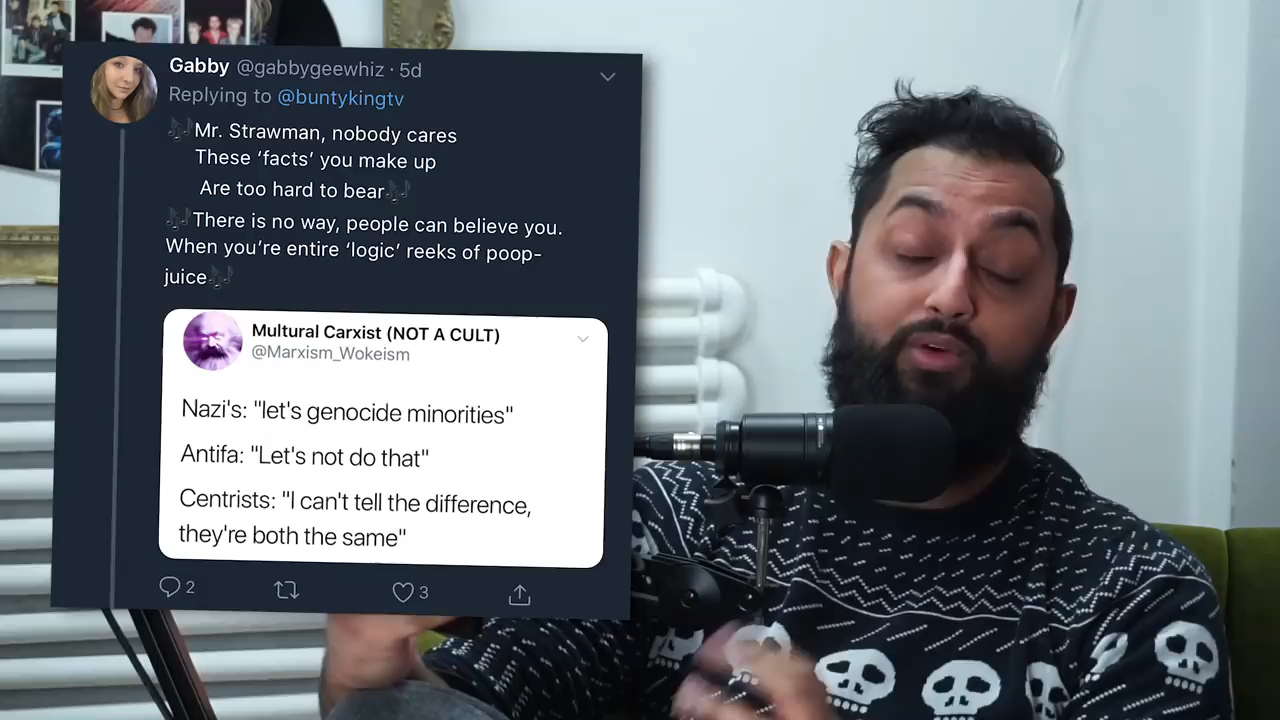 Gabby @gabbygeewhiz · 5d
Replying to @buntykingtv
🎶Mr. Strawman, nobody cares
These ‘facts’ you make up
Are too hard to bear🎶
🎶There is no way, people can believe you.
When you’re entire ‘logic‘ reeks of poop-
juice🎶
Multural Carxist (NOT A CULT)
@Marxism_Wokeism
Nazi's: "let's genocide minorities"
Antifa: "Let's not do that"
Centrists: "I can't tell the difference,
they're both the same"
2
3